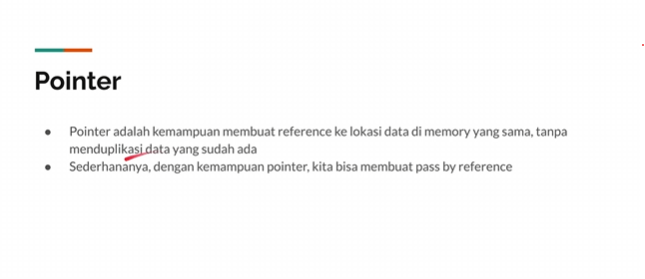 Pointer
● Pointer adalah kemampuan membuat reference ke lokasi data di memory yang sama, tanpa
menduplikasi data yang sudah ada
● Sederhananya, dengan kemampuan pointer, kita bisa membuat pass by reference